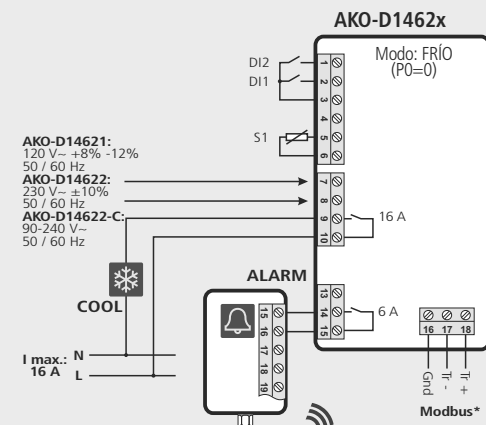 AKO-D1462x
Modo: FRÍO
(P0=0)
DI2
DI1
S1
1
2
3
4
5
6
AKO-D14621:
120 V~ +8% -12%
50 / 60 Hz
AKO-D14622:
230 V~ ±10%
50 / 60 Hz
AKO-D14622-C:
90-240 V~
50 / 60 Hz
7
8
9
10
16 A
COOL
ALARM
13
14
15
6 A
15
16
17
18
19
I max.:
16 A
N
L
16 17 18
Gnd
Tr -
Tr +
Modbus*